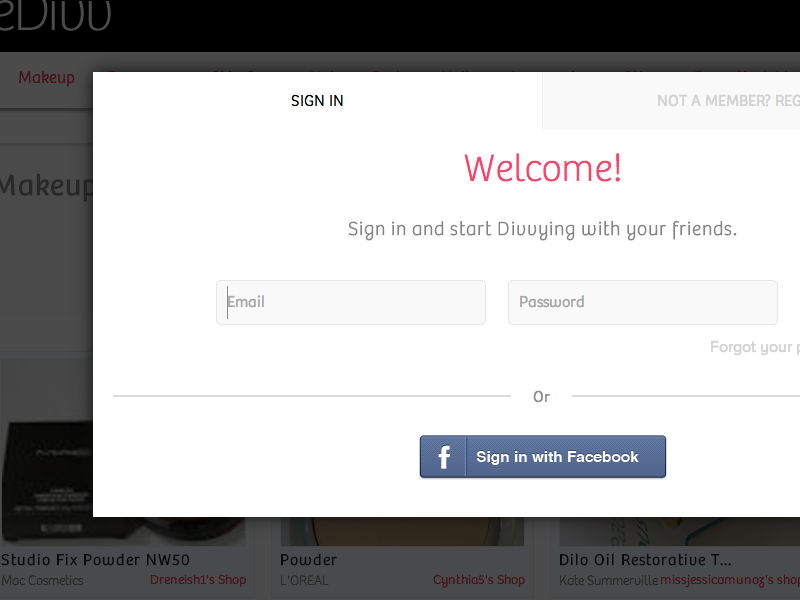 eDivv
Makeup
SIGN IN
NOT A MEMBER? REG
Makeup
Welcome!
Sign in and start Divvying with your friends.
Email
Password
Forgot your p
Or
f
Sign in with Facebook
Studio Fix Powder NW50
Mac Cosmetics
Dreneish1's Shop
Powder
L'OREAL
Cynthia5's Shop
Dilo Oil Restorative T...
Kate Summerville
missjessicamunoz's shop